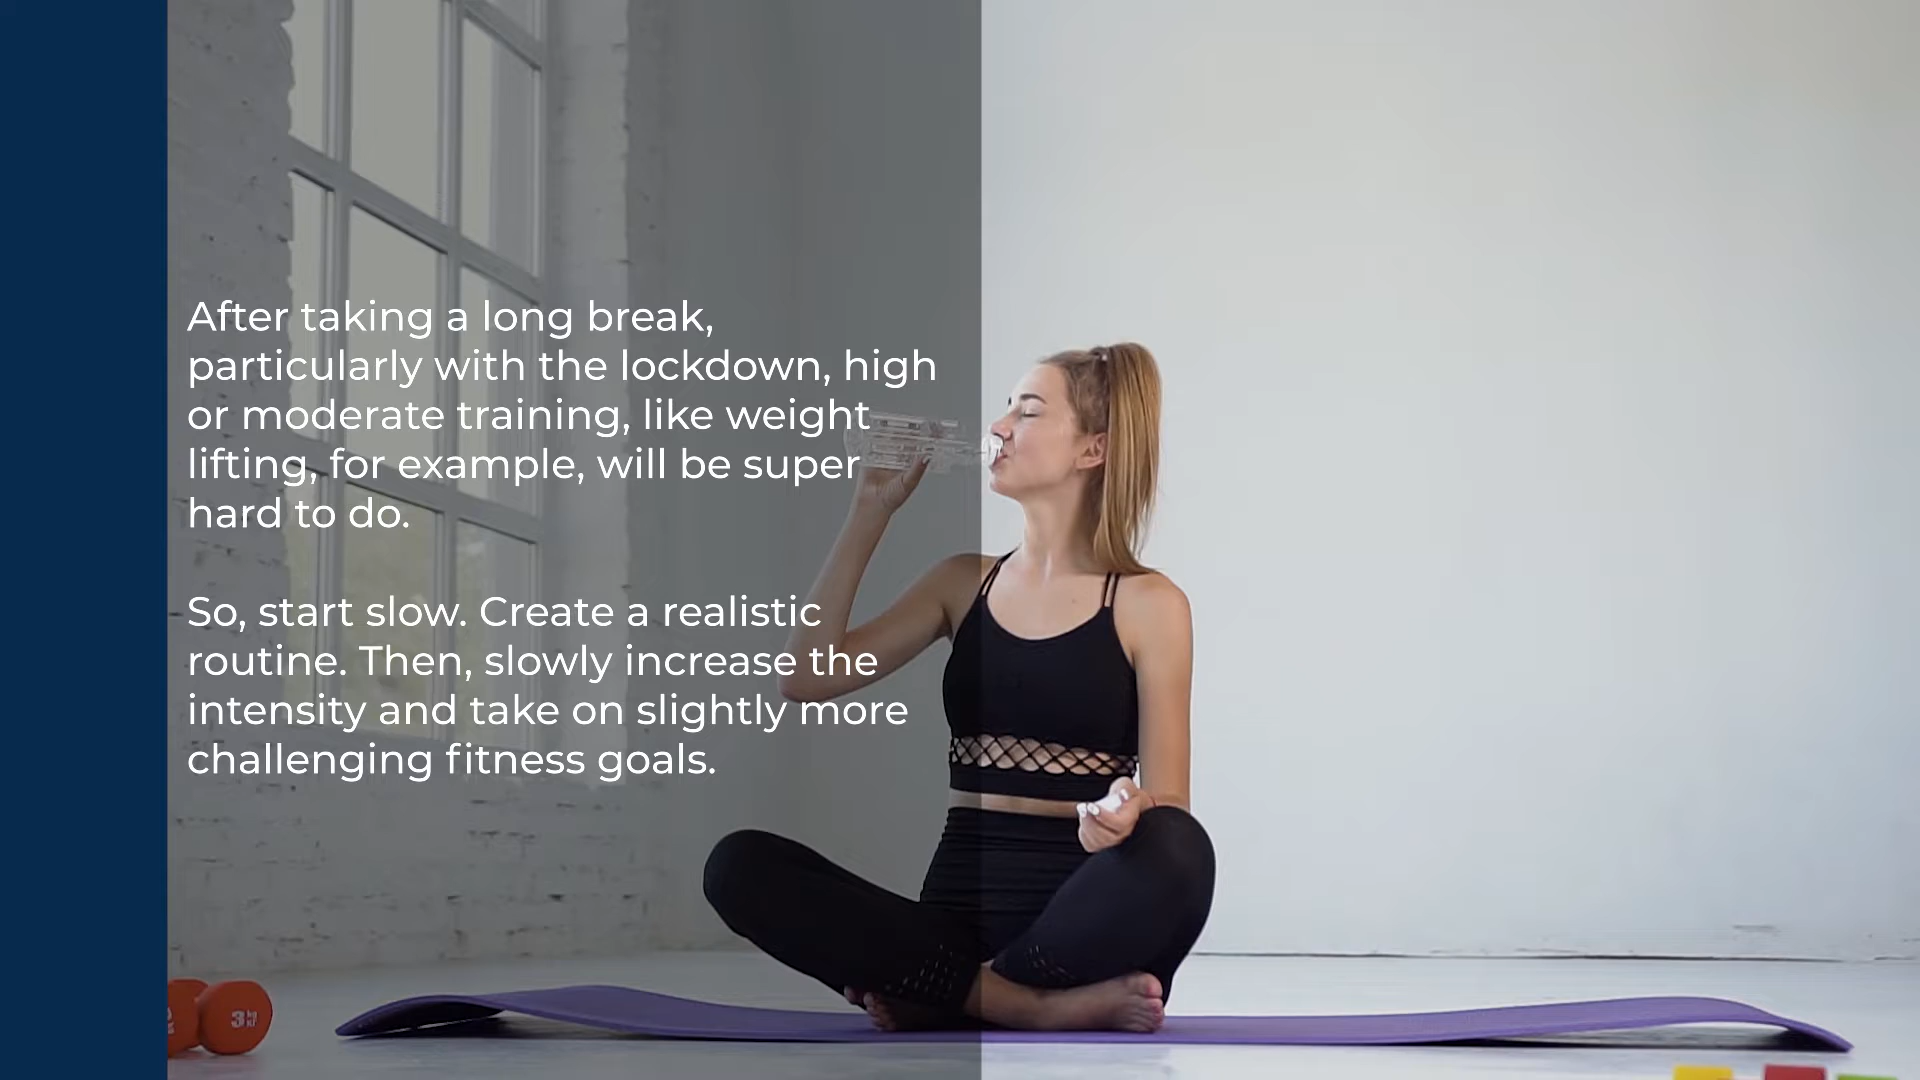 After taking a long break,
particularly with the lockdown, high
or moderate training, like weight
lifting, for example, will be super
hard to do.
So, start slow. Create a realistic
routine. Then, slowly increase the
intensity and take on slightly more
challenging fitness goals.
3 kg